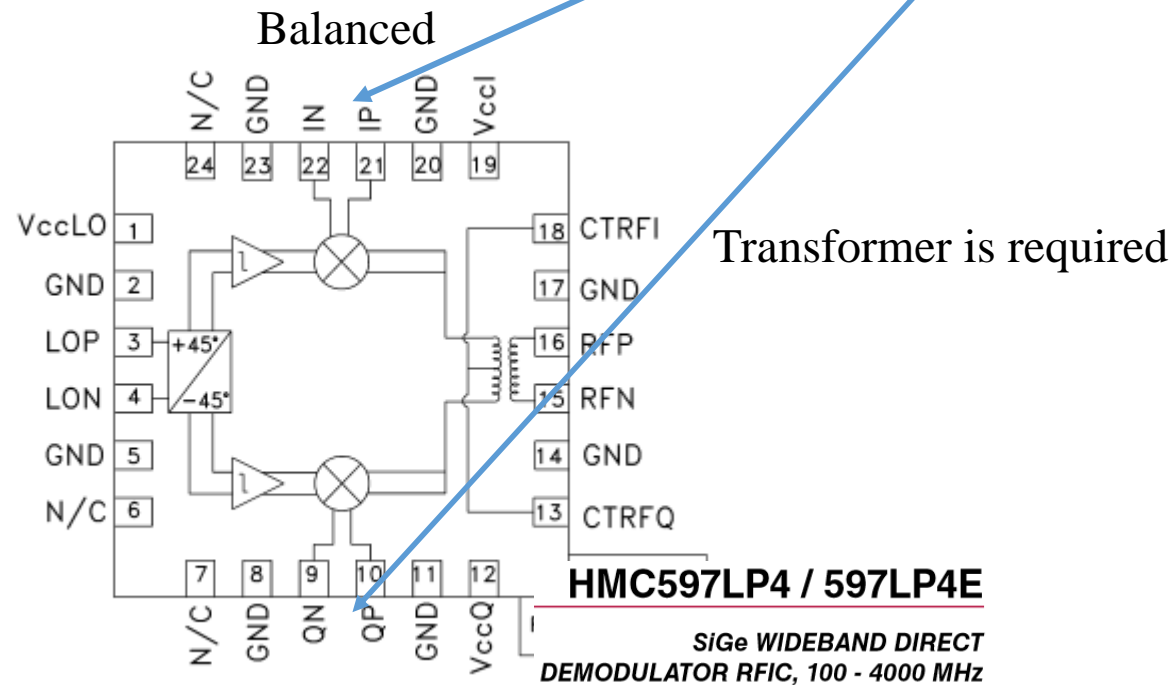 Balanced
N/C GND IN IP GND VccI
24 23 22 21 20 19
VccLO 1
18 CTRFI
Transformer is required
GND 2
17 GND
LOP 3
+45°
16 RFP
LON 4
-45°
15 RFN
GND 5
14 GND
N/C 6
13 CTRFQ
7 8 9 10 11 12
N/C GND QN QP GND VccQ
HMC597LP4 / 597LP4E
SiGe WIDEBAND DIRECT
DEMODULATOR RFIC, 100 - 4000 MHz